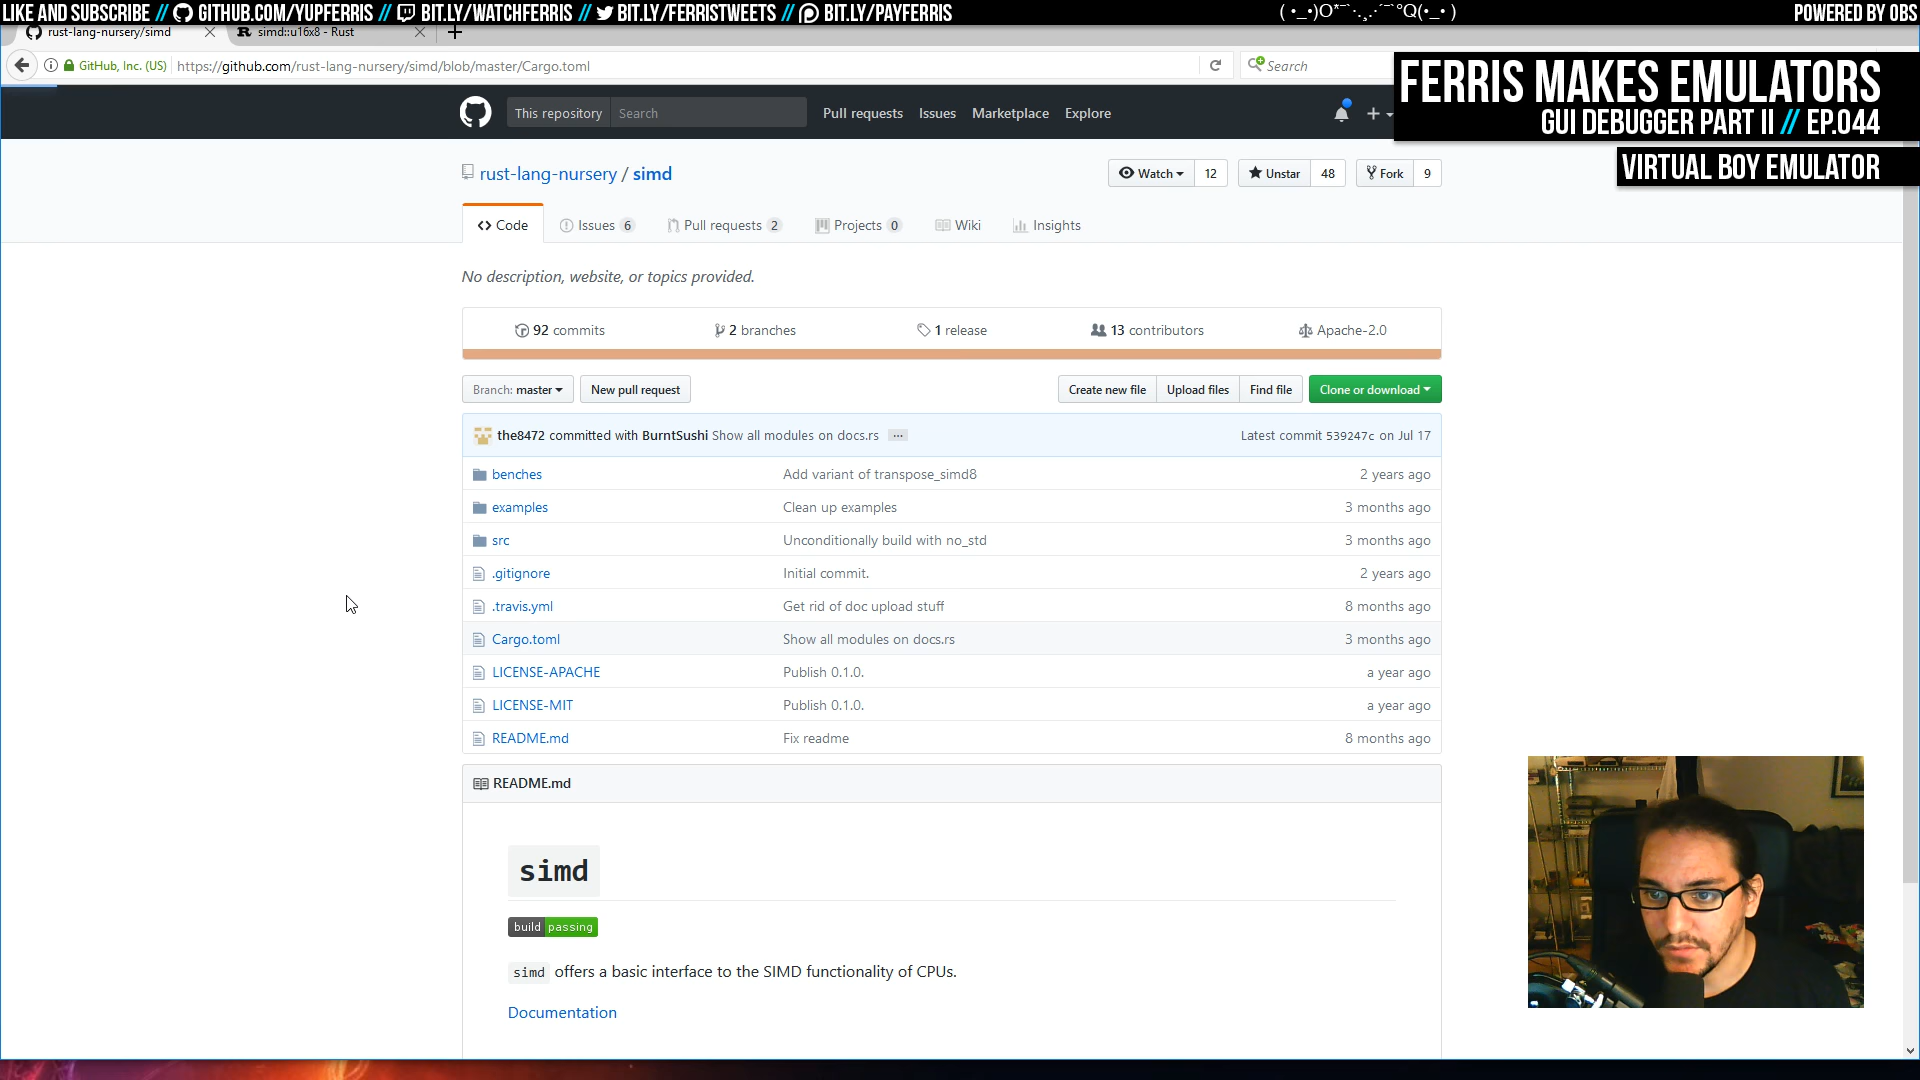 LIKE AND SUBSCRIBE // GITHUB.COM/YUPFERRIS // BIT.LY/WATCHFERRIS // BIT.LY/FERRISTWEETS // BIT.LY/PAYFERRIS
POWERED BY OBS
rust-lang-nursery/simd
simd::u16x8 - Rust
GitHub, Inc. (US)
https://github.com/rust-lang-nursery/simd/blob/master/Cargo.toml
Search
FERRIS MAKES EMULATORS
GUI DEBUGGER PART II // EP.044
VIRTUAL BOY EMULATOR
This repository
Search
Pull requests
Issues
Marketplace
Explore
rust-lang-nursery / simd
Watch 12
Unstar 48
Fork 9
Code
Issues 6
Pull requests 2
Projects 0
Wiki
Insights
No description, website, or topics provided.
92 commits
2 branches
1 release
13 contributors
Apache-2.0
Branch: master
New pull request
Create new file
Upload files
Find file
Clone or download
the8472 committed with BurntSushi Show all modules on docs.rs ...
Latest commit 539247c on Jul 17
benches Add variant of transpose_simd8 2 years ago
examples Clean up examples 3 months ago
src Unconditionally build with no_std 3 months ago
.gitignore Initial commit. 2 years ago
.travis.yml Get rid of doc upload stuff 8 months ago
Cargo.toml Show all modules on docs.rs 3 months ago
LICENSE-APACHE Publish 0.1.0. a year ago
LICENSE-MIT Publish 0.1.0. a year ago
README.md Fix readme 8 months ago
README.md
simd
build passing
simd offers a basic interface to the SIMD functionality of CPUs.
Documentation